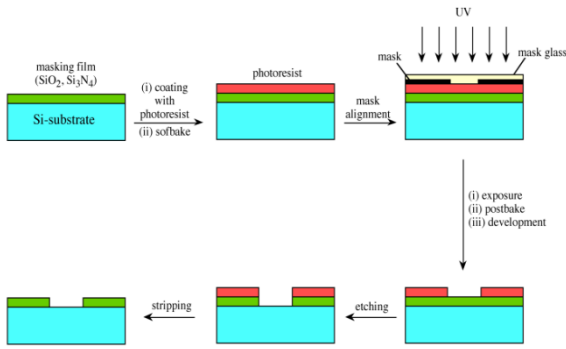 UV
mask glass
mask
masking film
(SiO2, Si3N4)
Si-substrate
(i) coating
with
photoresist
(ii) sofbake
photoresist
mask
alignment
(i) exposure
(ii) postbake
(iii) development
etching
stripping